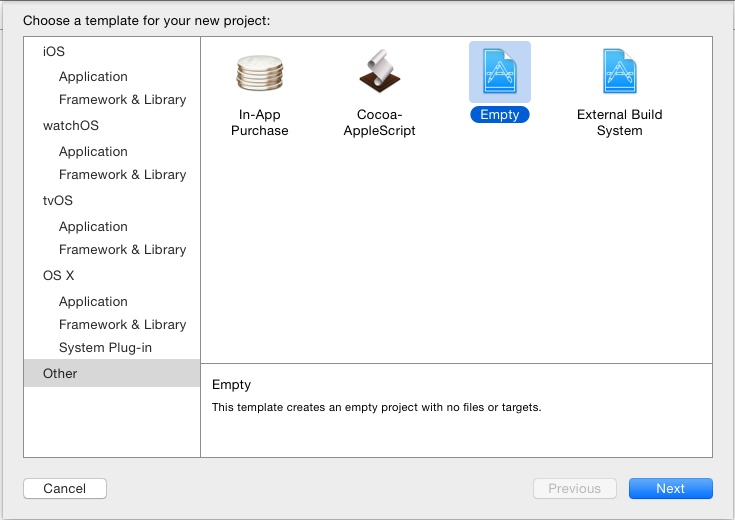 Choose a template for your new project:
iOS
Application
Framework & Library
watchOS
Application
Framework & Library
tvOS
Application
Framework & Library
OS X
Application
Framework & Library
System Plug-in
Other
In-App
Purchase
Cocoa-
AppleScript
Empty
External Build
System
Empty
This template creates an empty project with no files or targets.
Cancel
Previous
Next